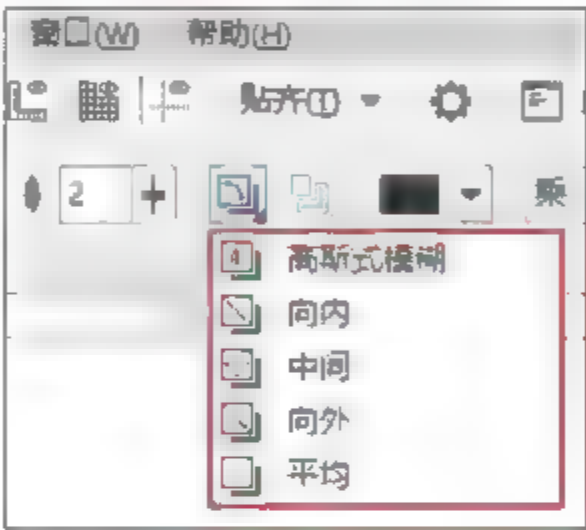 窗口(W) 帮助(H)
贴齐(T)
2 乘
高斯式模糊
向内
中间
向外
平均